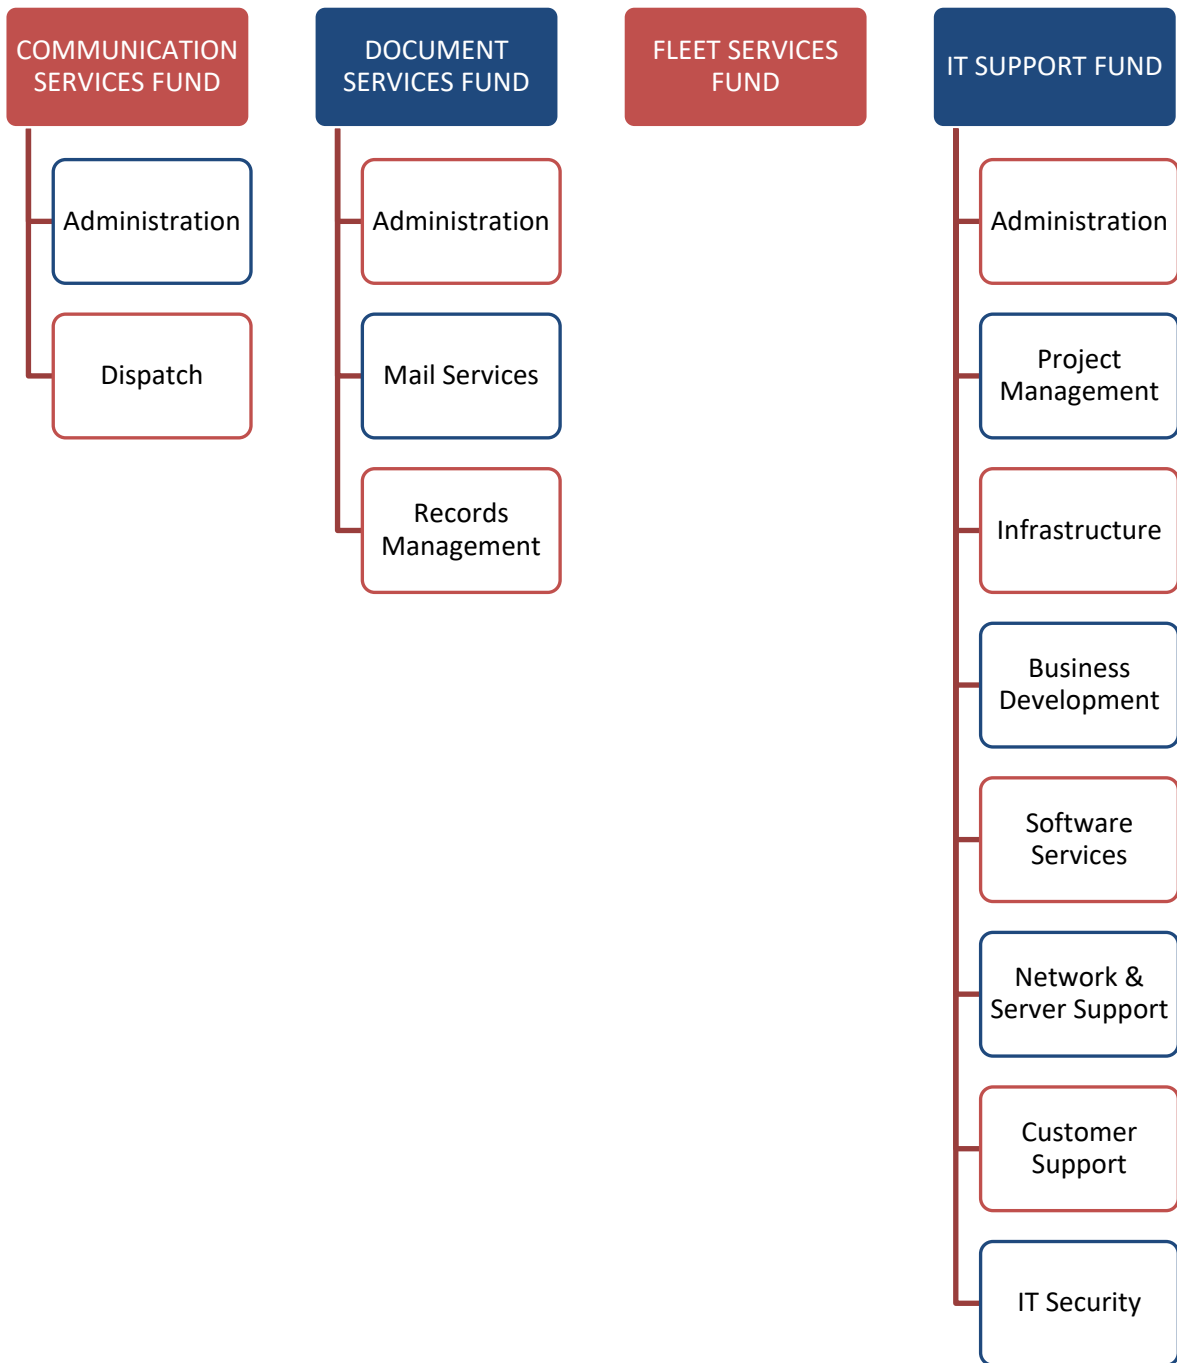 COMMUNICATION
SERVICES FUND
Administration
Dispatch
DOCUMENT
SERVICES FUND
Administration
Mail Services
Records
Management
FLEET SERVICES
FUND
IT SUPPORT FUND
Administration
Project
Management
Infrastructure
Business
Development
Software
Services
Network &
Server Support
Customer
Support
IT Security